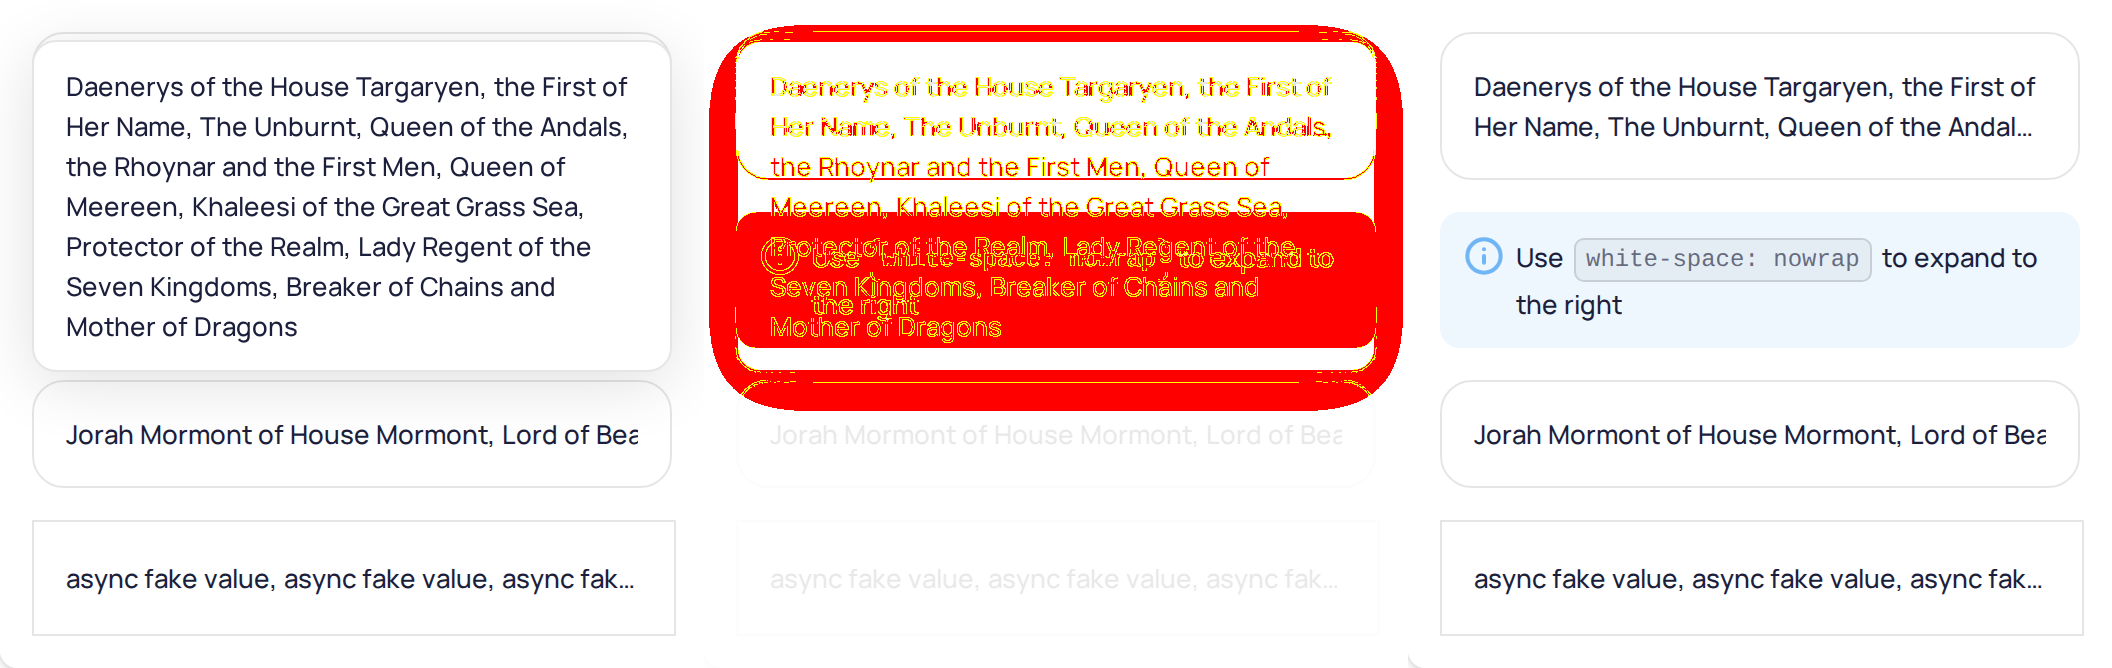 Daenerys of the House Targaryen, the First of
Her Name, The Unburnt, Queen of the Andals,
the Rhoynar and the First Men, Queen of
Meereen, Khaleesi of the Great Grass Sea,
Protector of the Realm, Lady Regent of the
Seven Kingdoms, Breaker of Chains and
Mother of Dragons
Jorah Mormont of House Mormont, Lord of Bea
async fake value, async fake value, async fak...
Daenerys of the House Targaryen, the First of
Her Name, The Unburnt, Queen of the Andals,
the Rhoynar and the First Men, Queen of
Meereen, Khaleesi of the Great Grass Sea,
Protector of the Realm, Lady Regent of the
Use white-space: nowrap to expand to
Seven Kingdoms, Breaker of Chains and
the right
Mother of Dragons
Jorah Mormont of House Mormont, Lord of Bea
async fake value, async fake value, async fak...
Daenerys of the House Targaryen, the First of
Her Name, The Unburnt, Queen of the Andal...
Use white-space: nowrap to expand to
the right
Jorah Mormont of House Mormont, Lord of Bea
async fake value, async fake value, async fak...